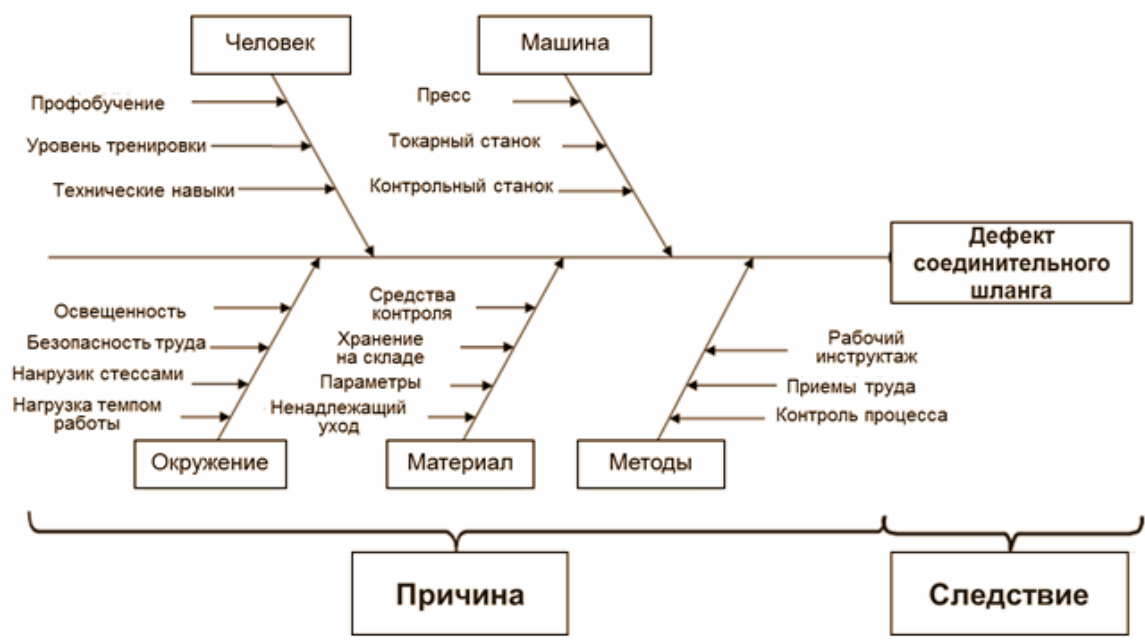 Человек
Машина
Профобучение
Уровень тренировки
Технические навыки
Пресс
Токарный станок
Контрольный станок
Дефект
соединительного
шланга
Освещенность
Безопасность труда
Нанрузик стессами
Нагрузка темпом
работы
Средства
контроля
Хранение
на складе
Параметры
Ненадлежащий
уход
Рабочий
инструктаж
Приемы труда
Контроль процесса
Окружение
Материал
Методы
Причина
Следствие